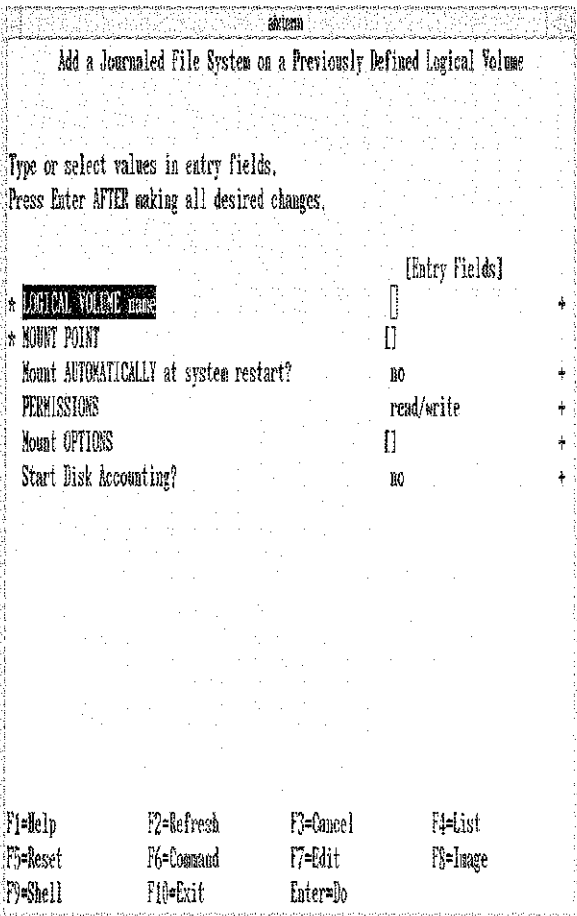 aixterm
Add a Journaled File System on a Previously Defined Logical Volume
Type or select values in entry fields.
Press Enter AFTER making all desired changes.
[Entry Fields]
* LOGICAL VOLUME name [] +
* MOUNT POINT []
Mount AUTOMATICALLY at system restart? no +
PERMISSIONS read/write +
Mount OPTIONS [] +
Start Disk Accounting? no +
F1=Help F2=Refresh F3=Cancel F4=List
F5=Reset F6=Command F7=Edit F8=Image
F9=Shell F10=Exit Enter=Do